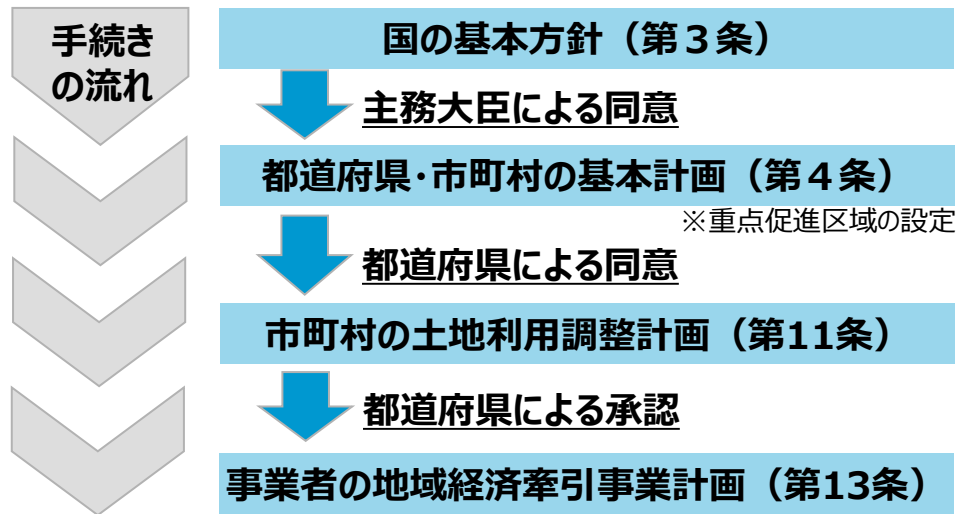 手続き
の流れ
国の基本方針（第３条）
主務大臣による同意
都道府県・市町村の基本計画（第４条）
※重点促進区域の設定
都道府県による同意
市町村の土地利用調整計画（第11条）
都道府県による承認
事業者の地域経済牽引事業計画（第13条）